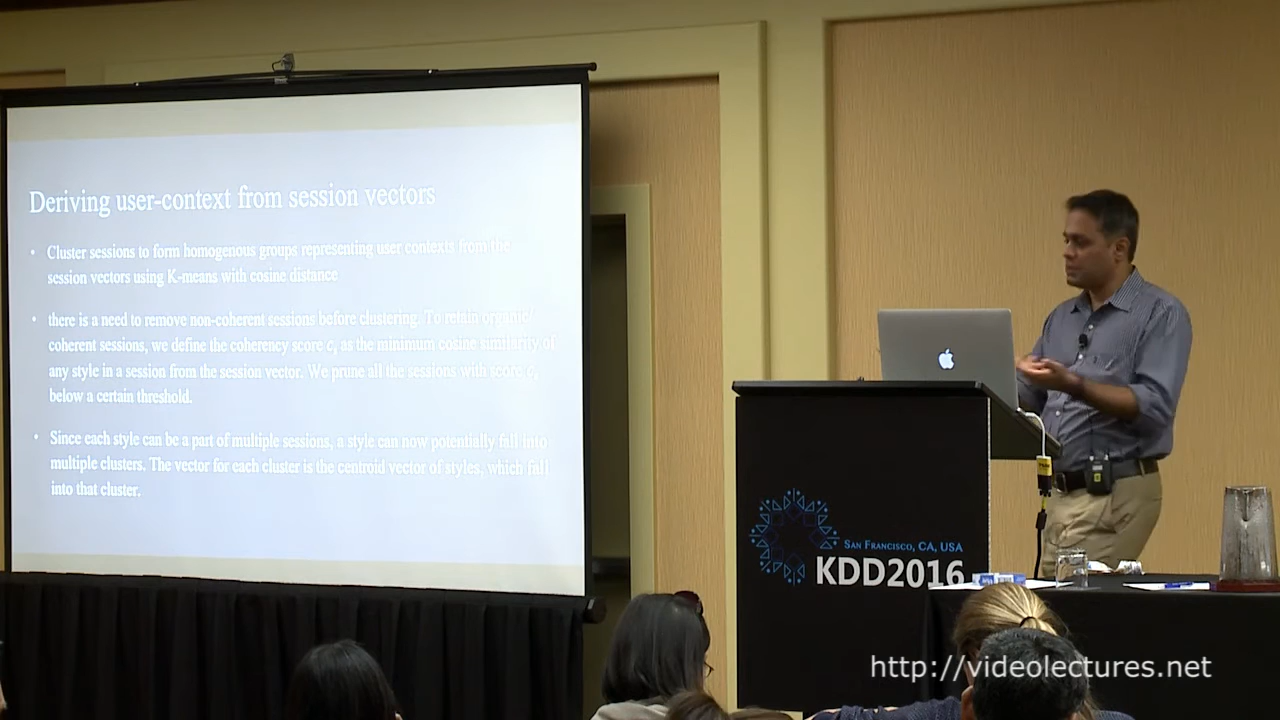 Deriving user-context from session vectors
• Cluster sessions to form homogenous groups representing user contexts from the
session vectors using K-means with cosine distance
• there is a need to remove non-coherent sessions before clustering. To retain organic/
coherent sessions, we define the coherency score c, as the minimum cosine similarity of
any style in a session from the session vector. We prune all the sessions with score c,
below a certain threshold.
• Since each style can be a part of multiple sessions, a style can now potentially fall into
multiple clusters. The vector for each cluster is the centroid vector of styles, which fall
into that cluster.
SAN FRANCISCO, CA, USA
KDD2016
http://videolectures.net